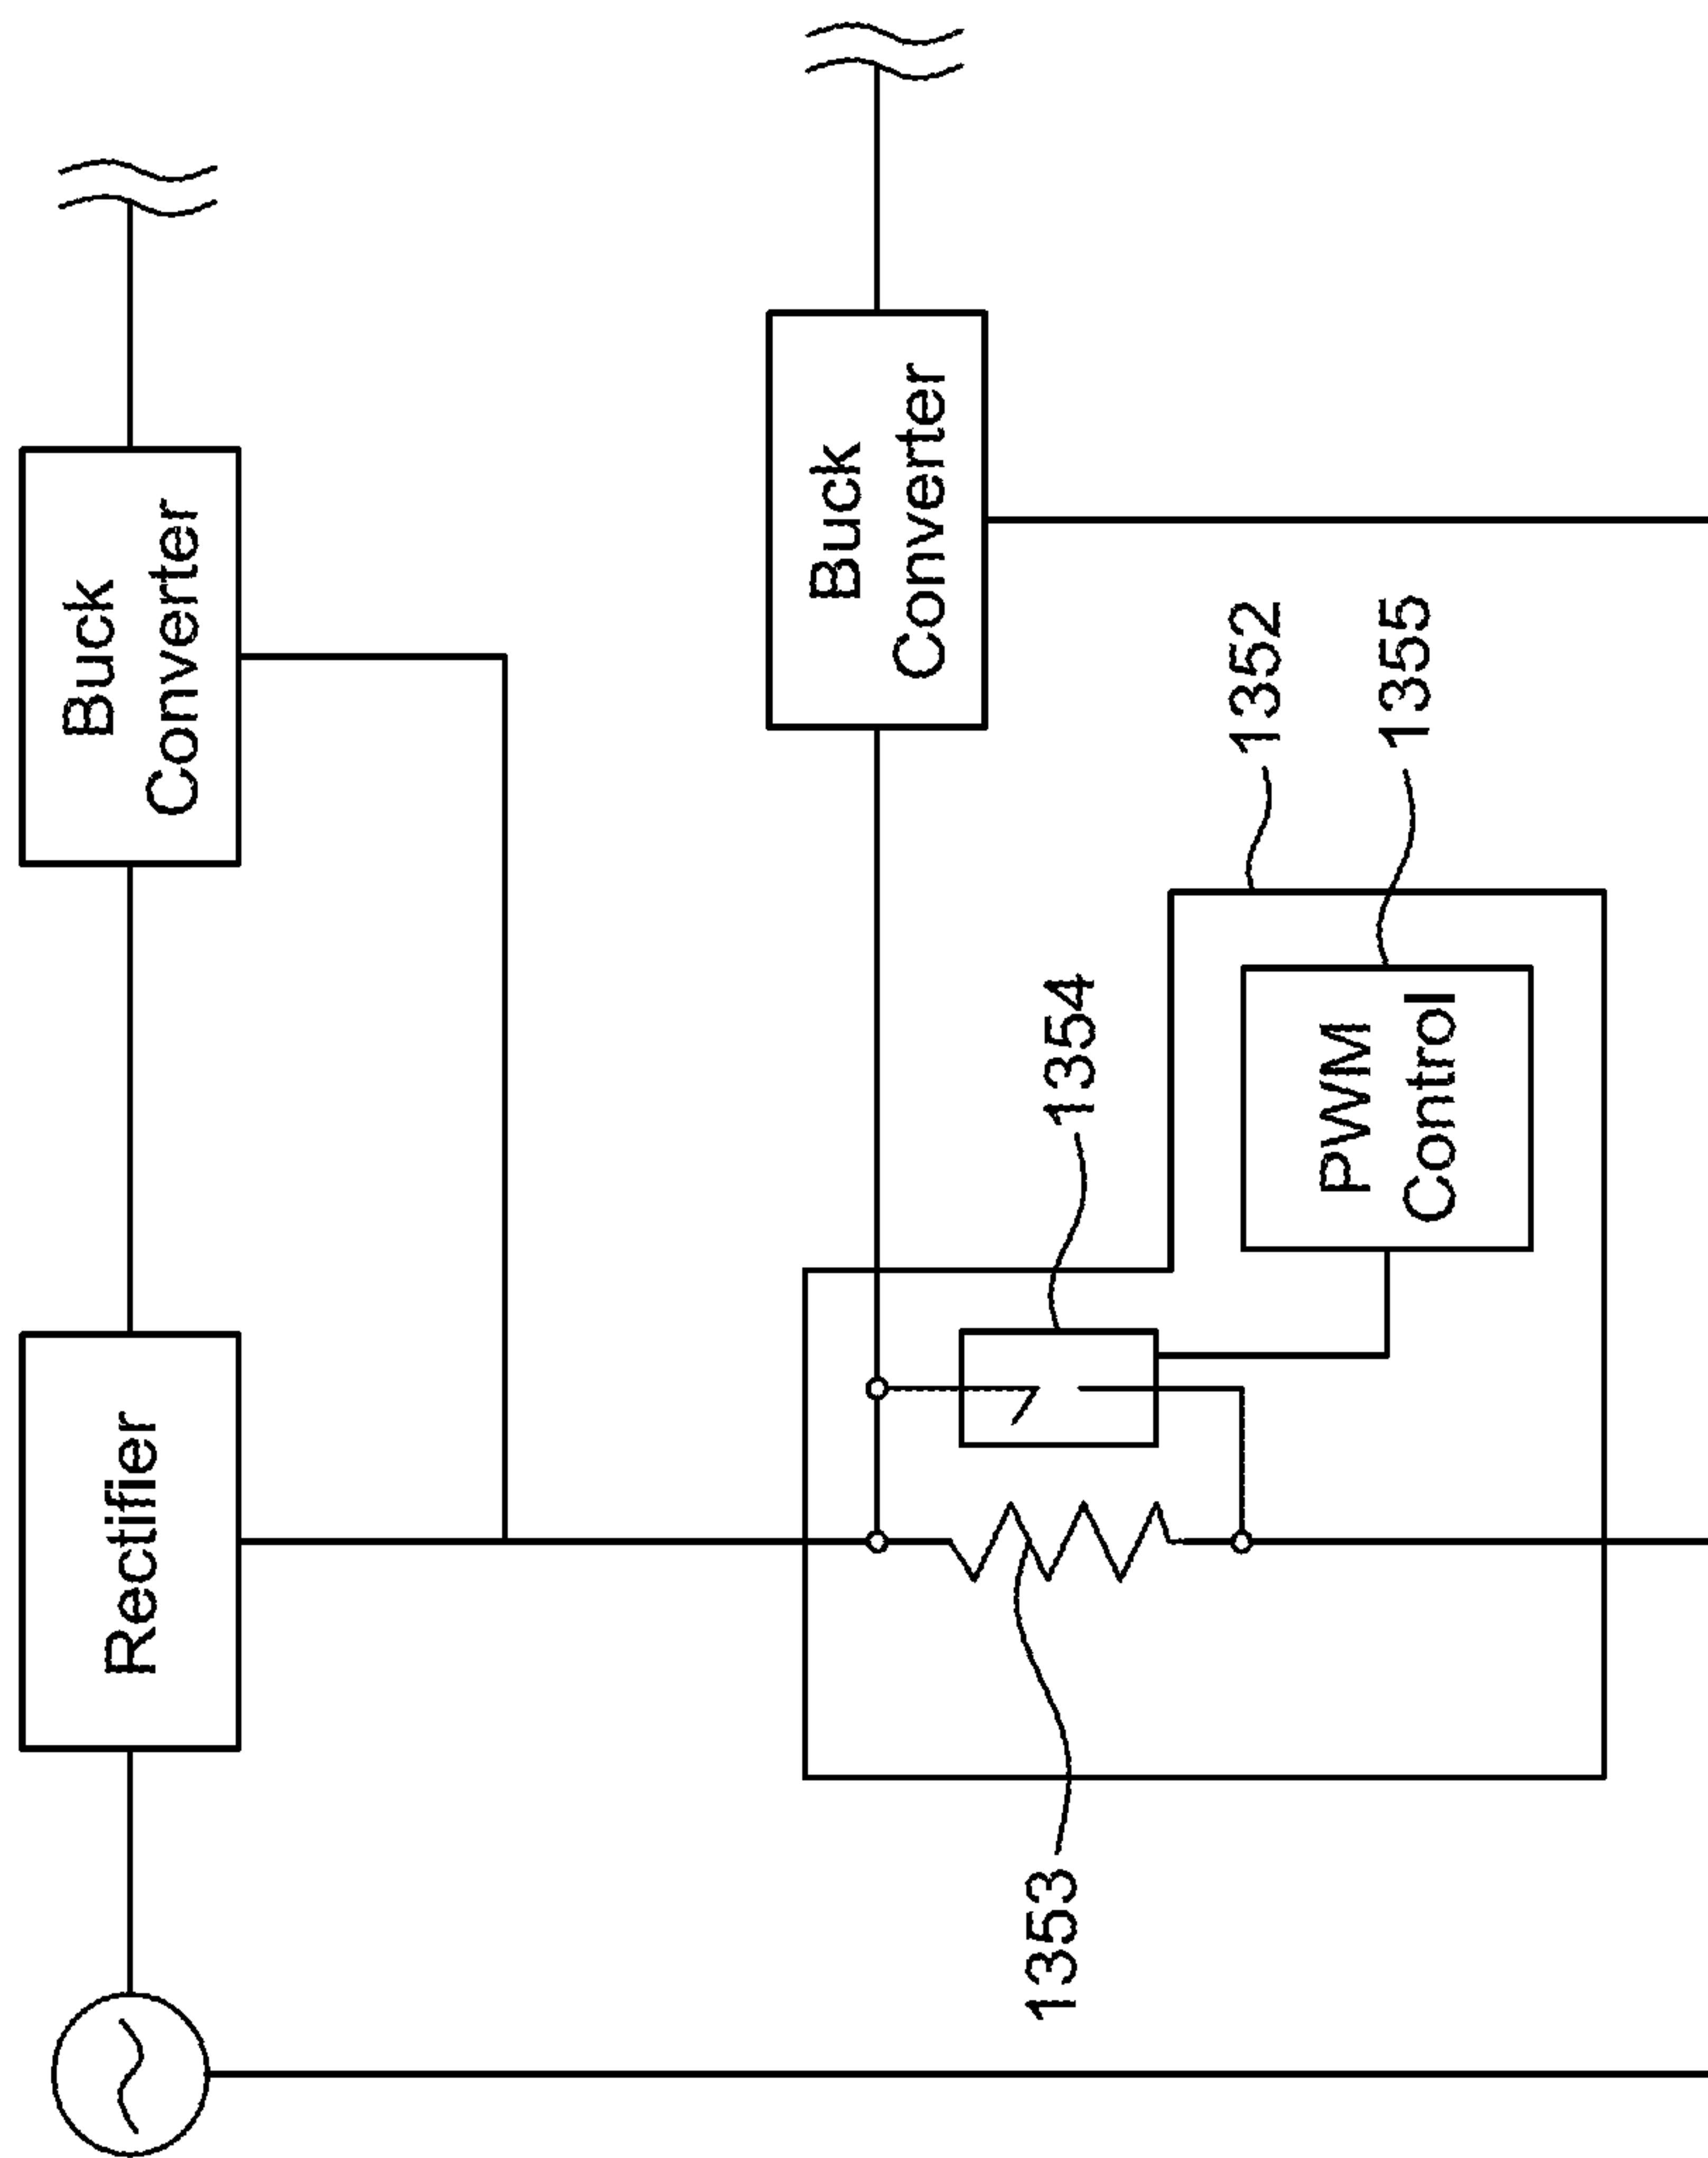 Rectifier
Buck
Converter
Buck
Converter
1353
1354
1352
PWM
Control
1355